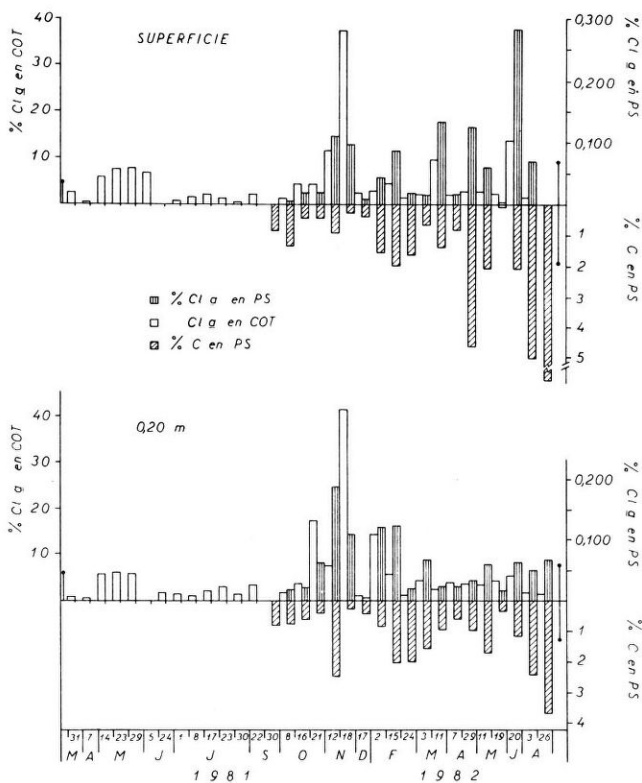 SUPERFICIE
% Cl a en COT
40
30
20
10
0,300
0,200
0,100
% Cl a en PS
1
2
3
4
5
% C en PS
% Cl a en PS
Cl a en COT
% C en PS
0,20 m
% Cl a en COT
40
30
20
10
0,200
0,100
% Cl a en PS
1
2
3
4
% C en PS
31 7 14 23 29 5 24 1 8 17 23 30 22 30 8 16 21 12 18 17 2 15 24 3 11 7 29 11 19 20 3 26
M A M J J S O N D F M A M J A
1981 1982